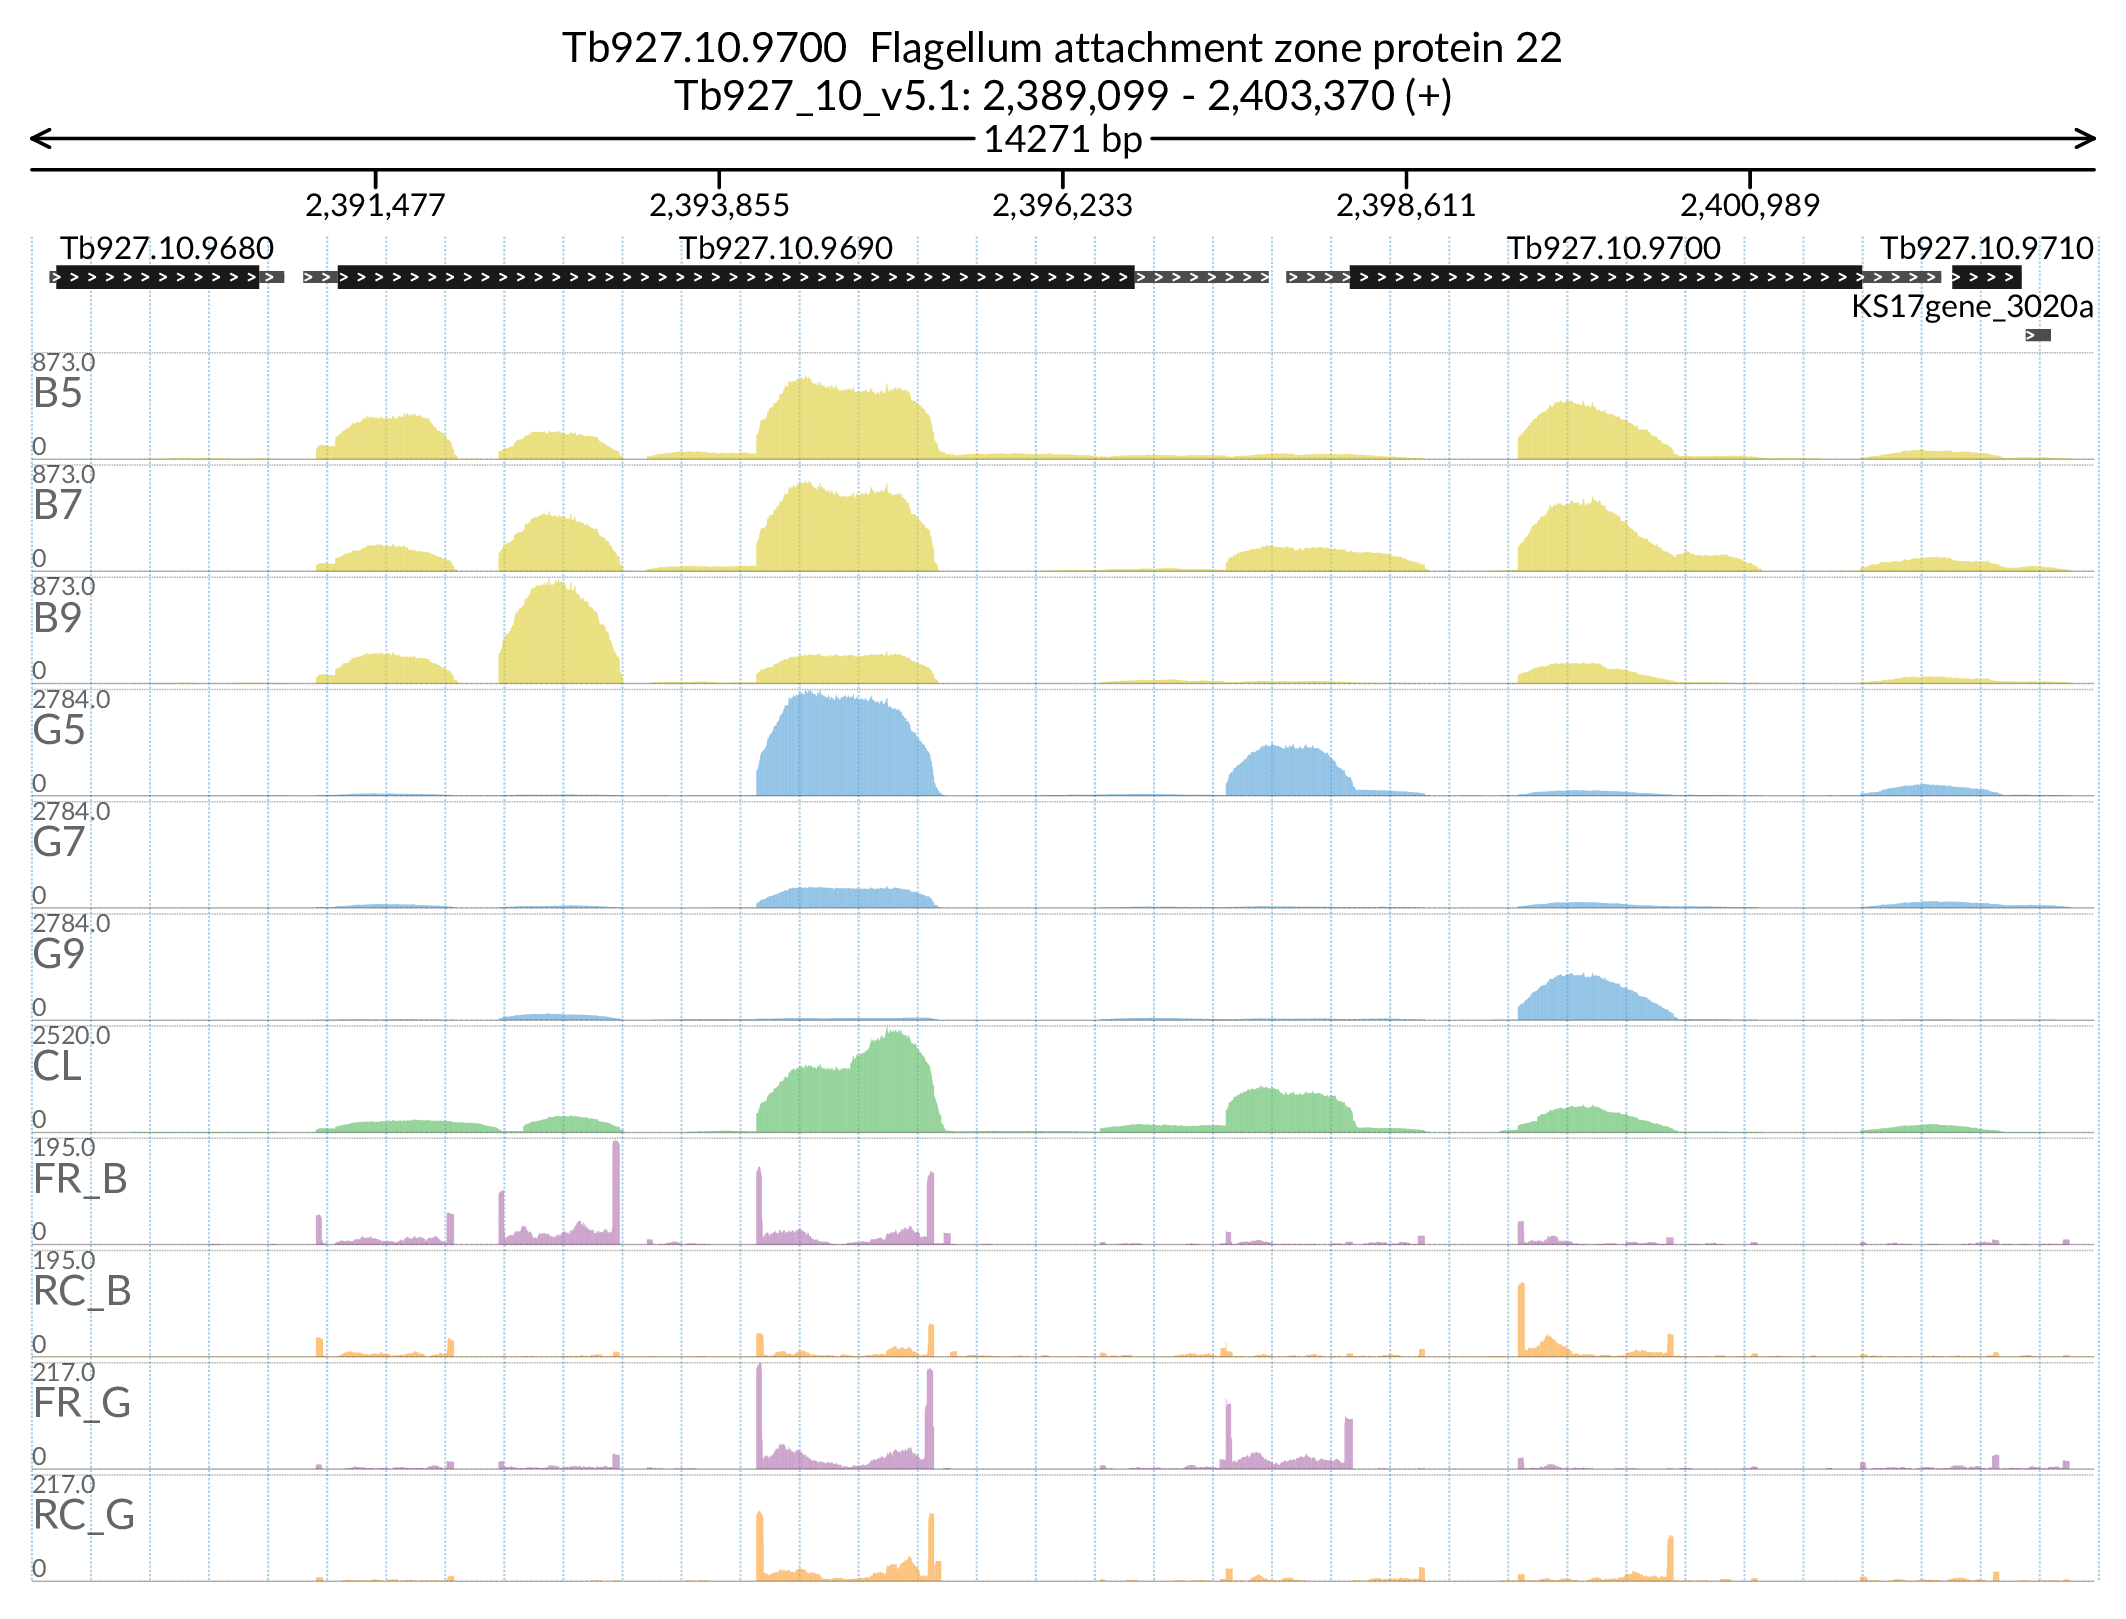 Tb927.10.9700 Flagellum attachment zone protein 22
Tb927_10_v5.1: 2,389,099 - 2,403,370 (+)
14271 bp
2,391,477 2,393,855 2,396,233 2,398,611 2,400,989
Tb927.10.9680 Tb927.10.9690 Tb927.10.9700 Tb927.10.9710
KS17gene_3020a
873.0
B5
0
873.0
B7
0
873.0
B9
0
2784.0
G5
0
2784.0
G7
0
2784.0
G9
0
2520.0
CL
0
195.0
FR_B
0
195.0
RC_B
0
217.0
FR_G
0
217.0
RC_G
0